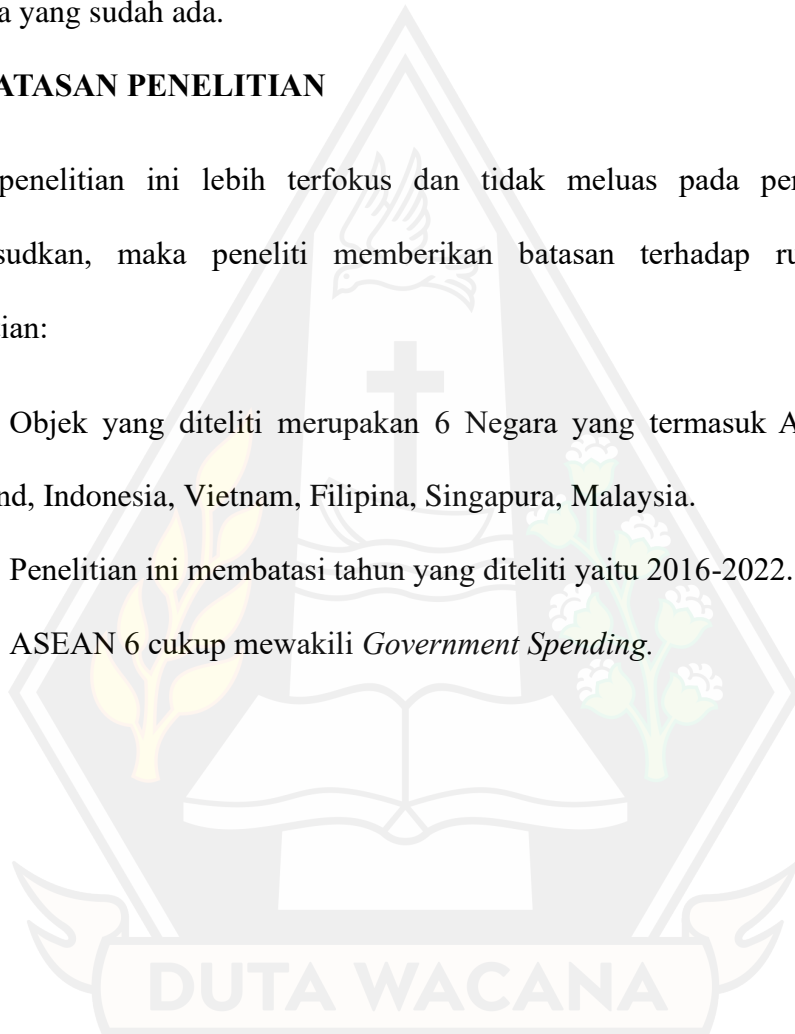 a yang sudah ada.
ATASAN PENELITIAN
penelitian ini lebih terfokus dan tidak meluas pada per
sudkan, maka peneliti memberikan batasan terhadap ru
ian:
Objek yang diteliti merupakan 6 Negara yang termasuk A
nd, Indonesia, Vietnam, Filipina, Singapura, Malaysia.
Penelitian ini membatasi tahun yang diteliti yaitu 2016-2022.
ASEAN 6 cukup mewakili Government Spending.
DUTA WACANA